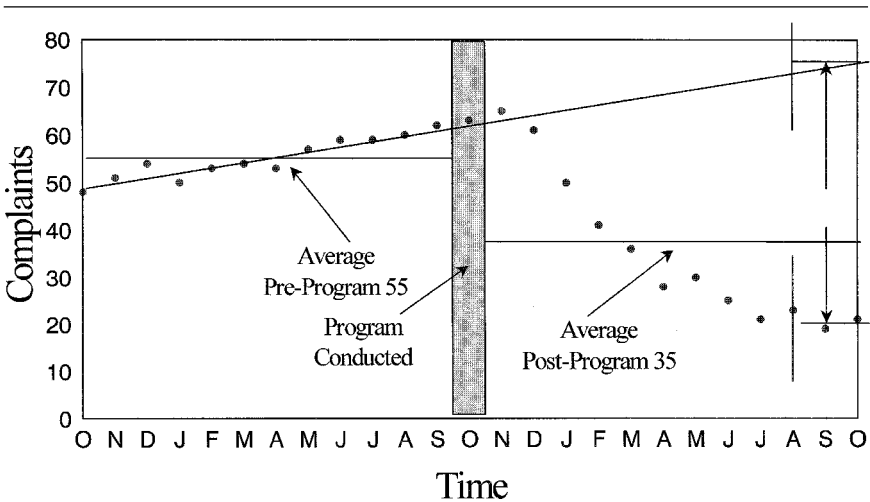 80
70
60
50
40
30
20
10
0
Complaints
Average
Pre-Program 55
Program
Conducted
Average
Post-Program 35
O N D J F M A M J J A S O N D J F M A M J J A S O
Time